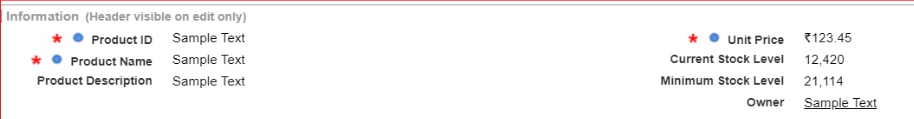 Information (Header visible on edit only)
* Product ID Sample Text
* Product Name Sample Text
Product Description Sample Text
* Unit Price ₹123.45
Current Stock Level 12,420
Minimum Stock Level 21,114
Owner Sample Text